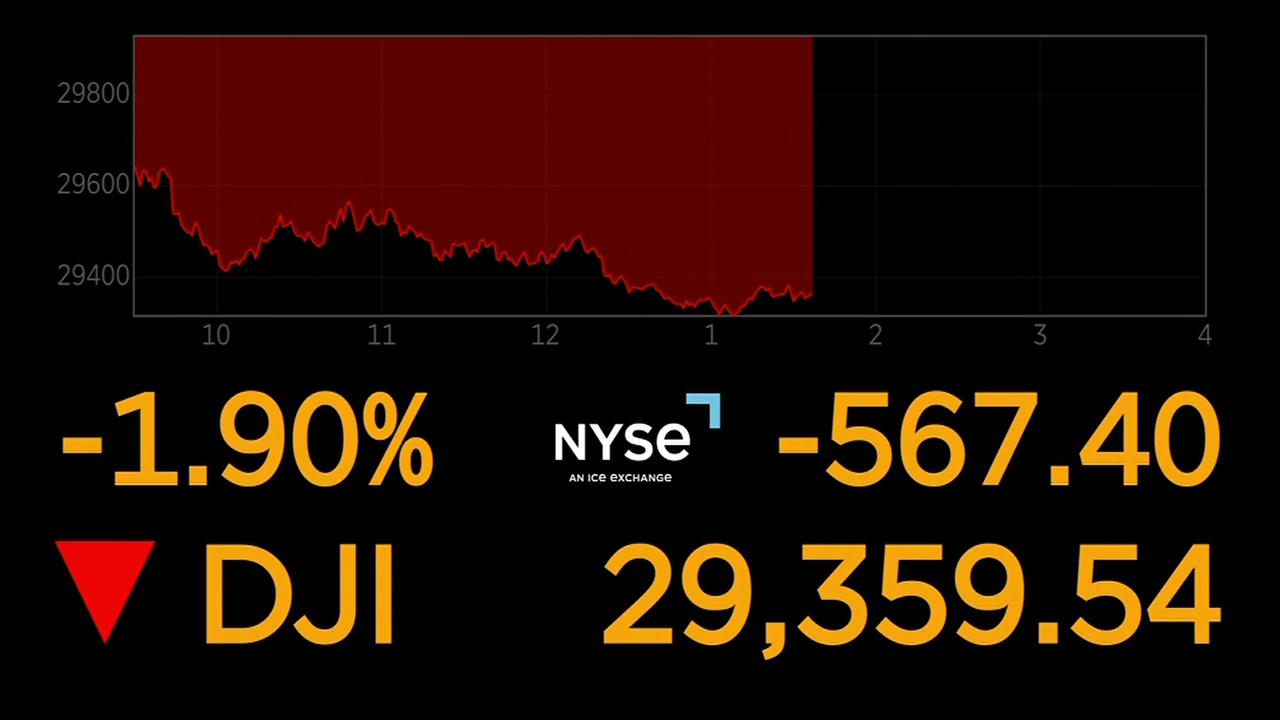 29800
29600
29400
10 11 12 1 2 3 4
-1.90% NYSE -567.40
AN ICE EXCHANGE
DJI 29,359.54